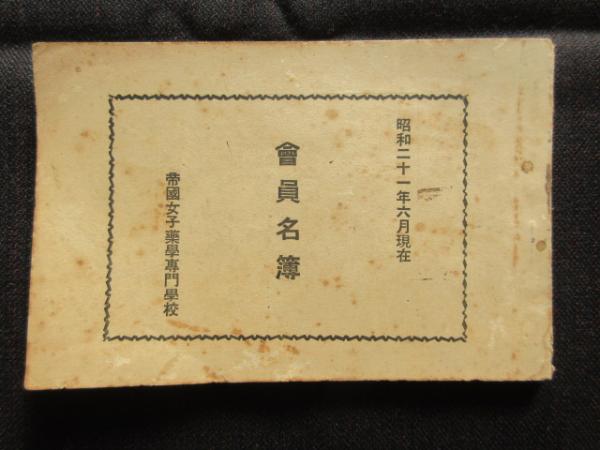 昭和二十一年六月現在
會員名簿
帝國女子藥學專門學校